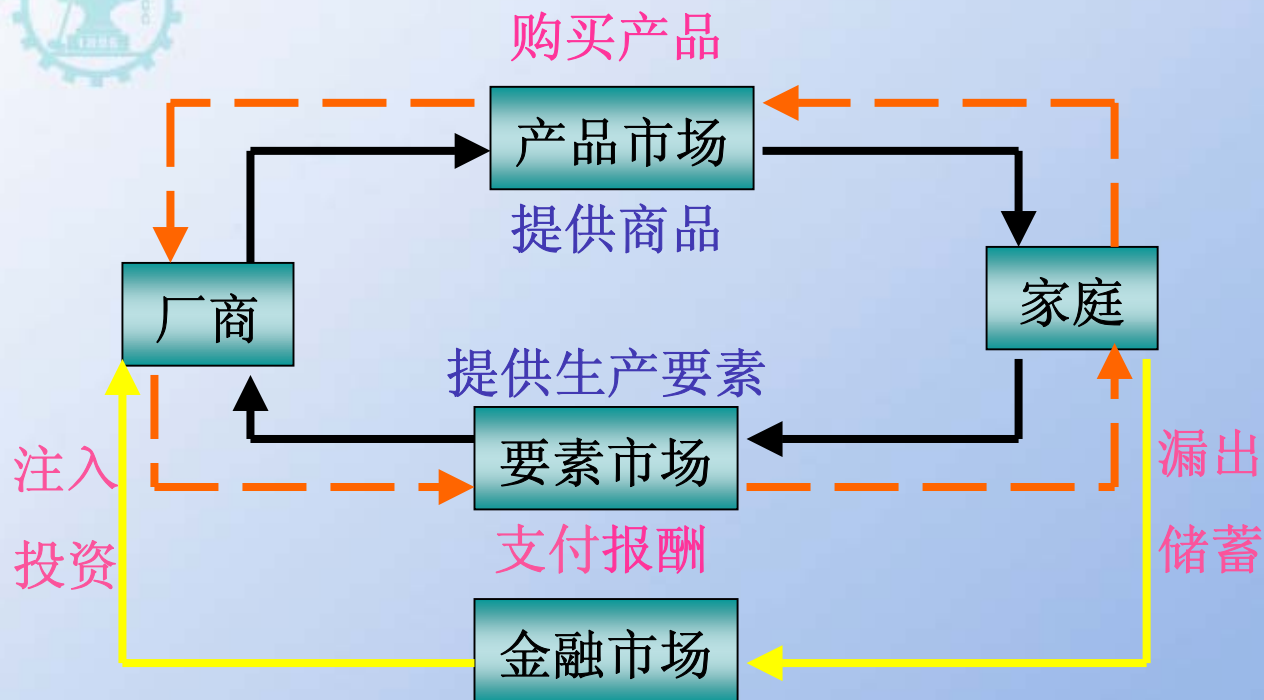 购买产品
产品市场
提供商品
厂商
家庭
提供生产要素
要素市场
支付报酬
注入
投资
漏出
储蓄
金融市场
1896